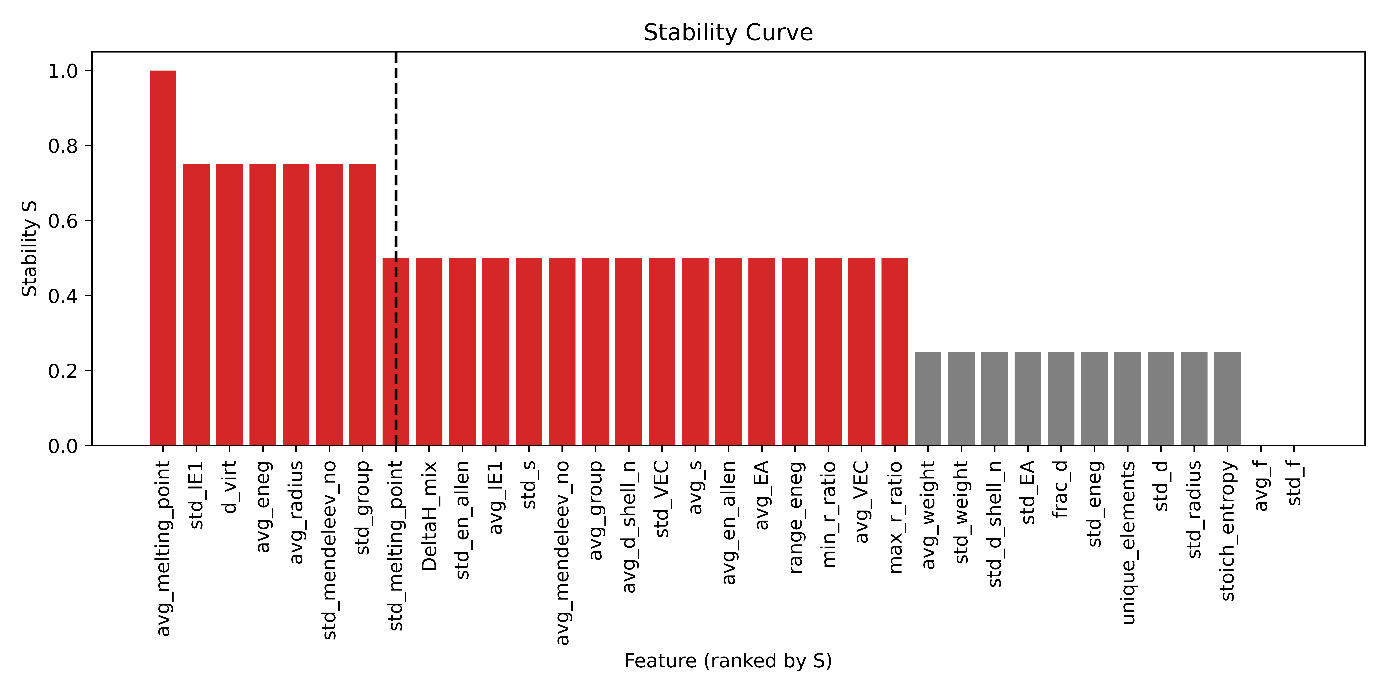 Stability Curve
Stability S
1.0
0.8
0.6
0.4
0.2
0.0
avg_melting_point
std_IE1
d_virt
avg_eneg
avg_radius
std_mendeleev_no
std_group
std_melting_point
DeltaH_mix
std_en_allen
avg_IE1
std_s
avg_mendeleev_no
avg_group
avg_d_shell_n
std_VEC
avg_s
avg_en_allen
avg_EA
range_eneg
min_r_ratio
avg_VEC
max_r_ratio
avg_weight
std_weight
std_d_shell_n
std_EA
frac_d
std_eneg
unique_elements
std_d
std_radius
stoich_entropy
avg_f
std_f
Feature (ranked by S)